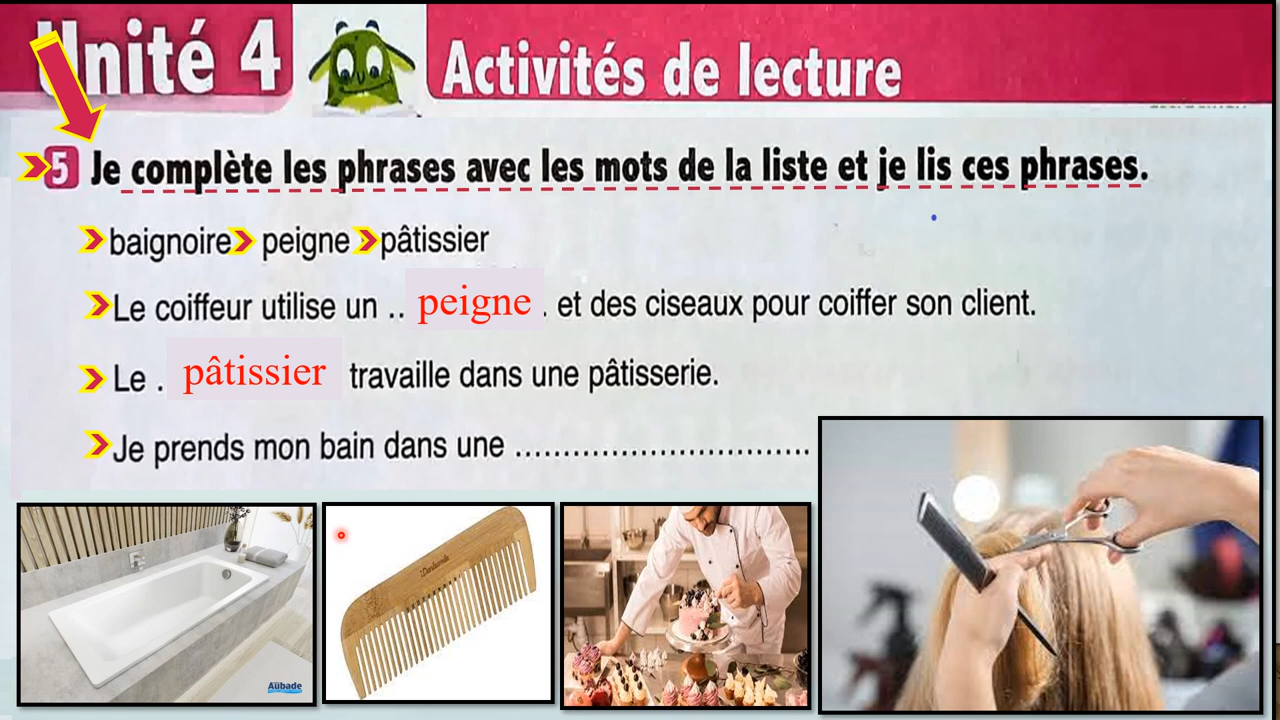 Unité 4
Activités de lecture
5 Je complète les phrases avec les mots de la liste et je lis ces phrases.
baignoire peigne pâtissier
Le coiffeur utilise un .. peigne . et des ciseaux pour coiffer son client.
Le . pâtissier travaille dans une pâtisserie.
Je prends mon bain dans une ...............................
Aubade